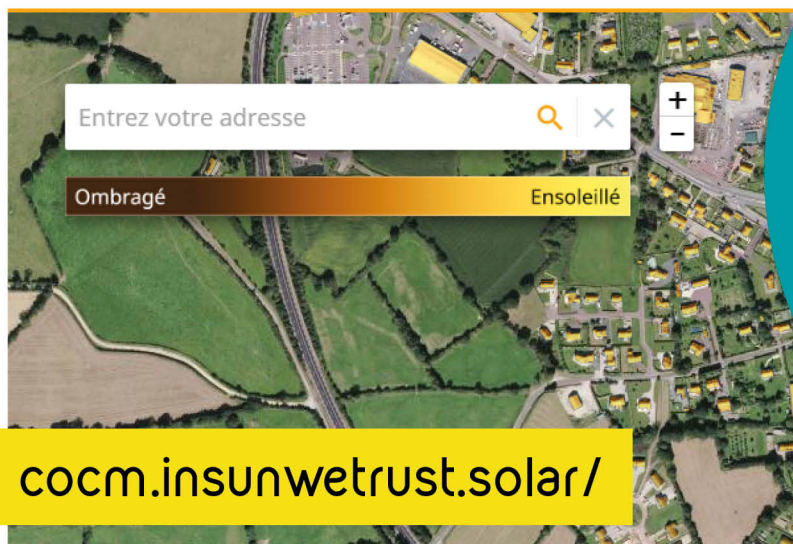 Entrez votre adresse
+
−
Ombragé Ensoleillé
cocm.insunwetrust.solar/